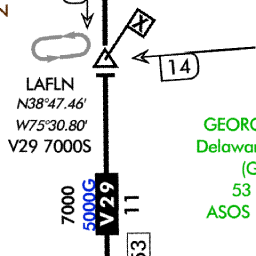 N
X
14
LAFLN
N38°47.46'
W75°30.80'
V29 7000S
GEORG
Delawar
(G
53
ASOS
7000
5000G
V29
11
53